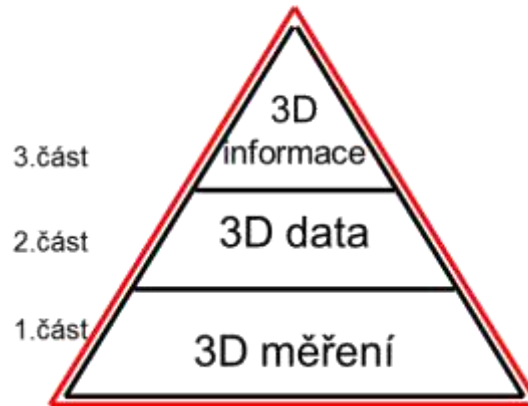 3D
informace
3.část
3D data
2.část
1.část
3D měření